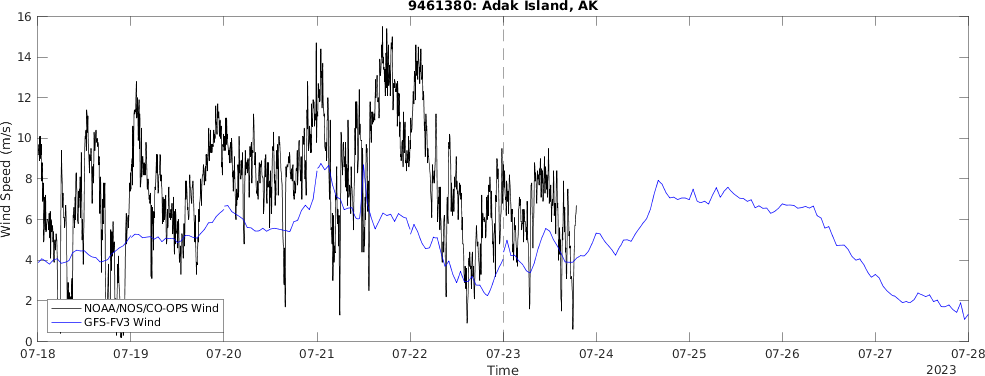 9461380: Adak Island, AK
Wind Speed (m/s)
16
14
12
10
8
6
4
2
0
NOAA/NOS/CO-OPS Wind
GFS-FV3 Wind
07-18 07-19 07-20 07-21 07-22 07-23 07-24 07-25 07-26 07-27 07-28
Time
2023